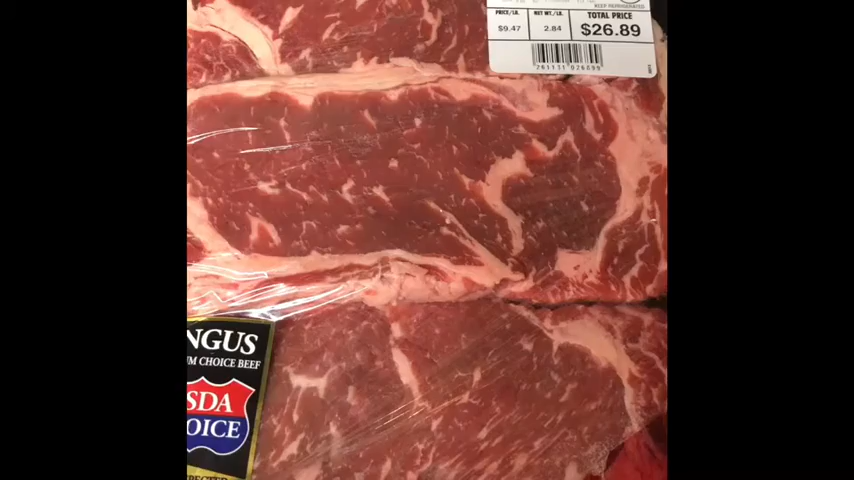 KEEP REFRIGERATED
PRICE/LB. NET WT./LB. TOTAL PRICE
$9.47 2.84 $26.89
NGUS
UM CHOICE BEEF
SDA
OICE